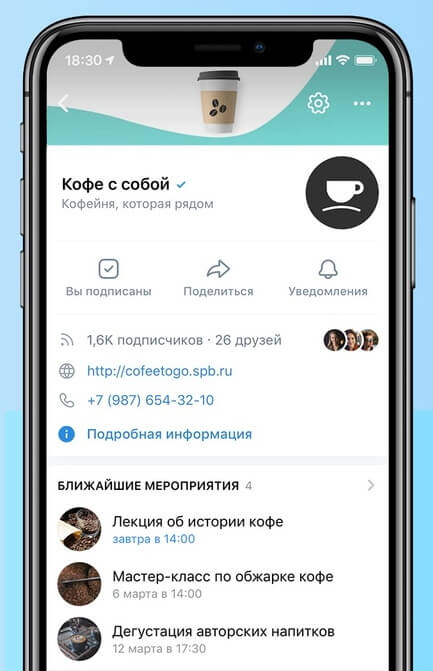 18:30
Кофе с собой
Кофейня, которая рядом
Вы подписаны
Поделиться
Уведомления
1,6K подписчиков · 26 друзей
http://cofeetogo.spb.ru
+7 (987) 654-32-10
Подробная информация
БЛИЖАЙШИЕ МЕРОПРИЯТИЯ 4
Лекция об истории кофе
завтра в 14:00
Мастер-класс по обжарке кофе
6 марта в 14:00
Дегустация авторских напитков
12 марта в 17:30